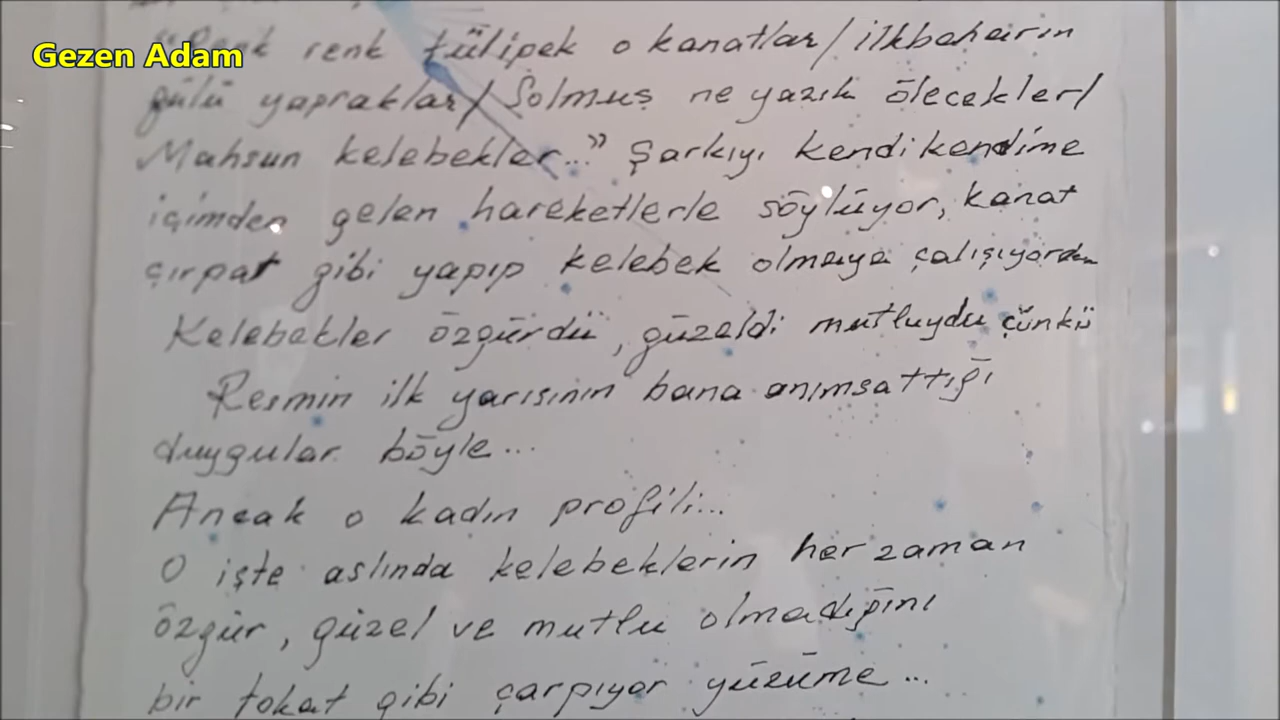 Gezen Adam
renk tülipek o kanatlar/ilkbaharın
gülü yapraklar/Solmuş ne yazık ölecekler/
Mahsun kelebekler..." Şarkıyı kendi kendime
içimden gelen hareketlerle söylüyor, kanat
çırpar gibi yapıp kelebek olmaya çalışıyordum
Kelebekler özgürdü, güzeldi mutluydu çünkü
Resmin ilk yarısının bana anımsattığı
duygular böyle...
Ancak o kadın profili...
O işte aslında kelebeklerin her zaman
özgür, güzel ve mutlu olmadığını
bir tokat gibi çarpıyor yüzüme...